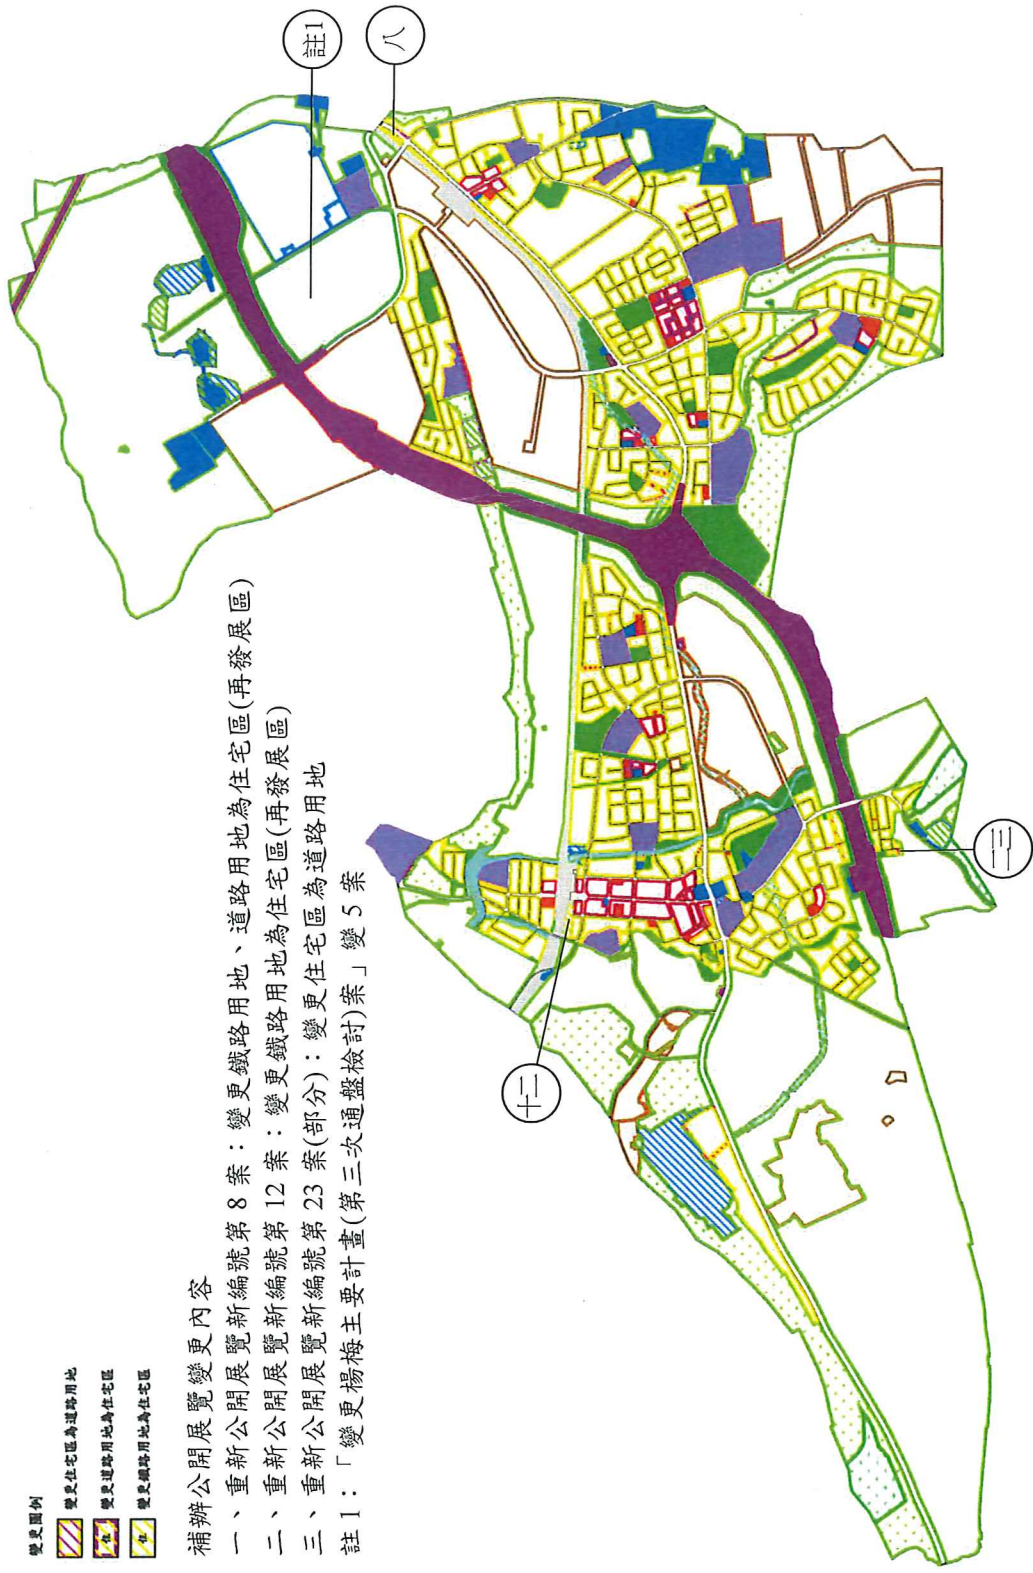 變更圖例
變更住宅區為道路用地
住 變更道路用地為住宅區
住 變更鐵路用地為住宅區
補辦公開展覽變更內容
一、重新公開展覽新編號第 8 案：變更鐵路用地、道路用地為住宅區(再發展區)
二、重新公開展覽新編號第 12 案：變更鐵路用地為住宅區(再發展區)
三、重新公開展覽新編號第 23 案(部分)：變更住宅區為道路用地
註 1：「變更楊梅主要計畫(第三次通盤檢討)案」變 5 案
註1
八
十二
二三